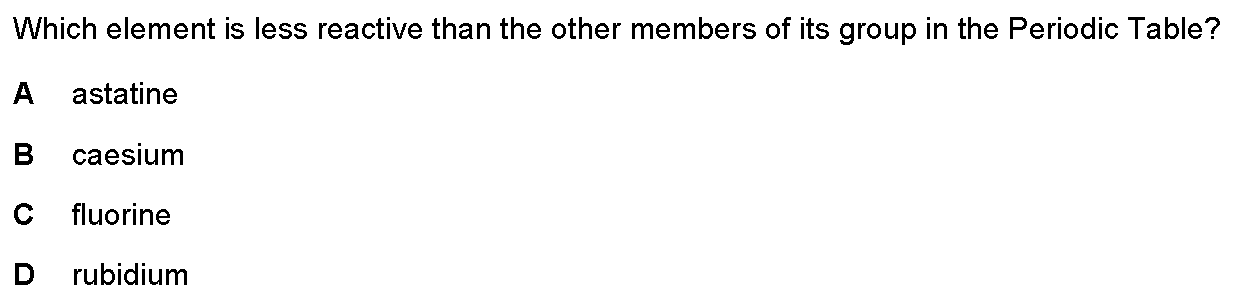 Which element is less reactive than the other members of its group in the Periodic Table?
A astatine
B caesium
C fluorine
D rubidium